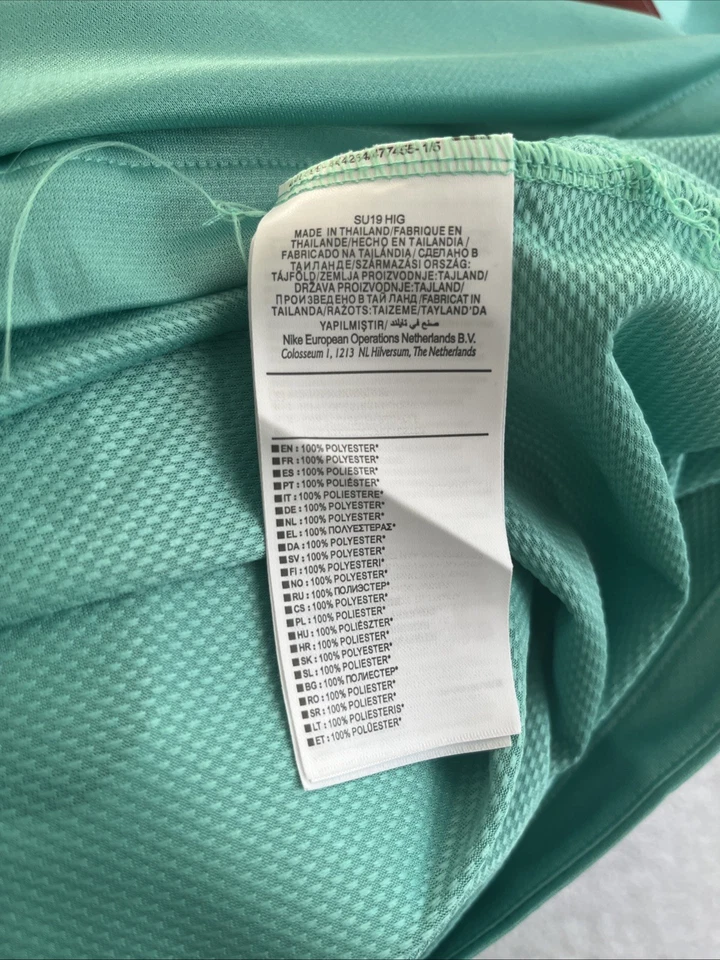 SU19 HIG
MADE IN THAILAND/FABRIQUE EN
THAILANDE/HECHO EN TAILANDIA/
FABRICADO NA TAILÂNDIA/СДЕЛАНО В
ТАИЛАНДЕ/SZÁRMAZÁSI ORSZÁG:
TÁJFÖLD/ZEMLJA PROIZVODNJE:TAJLAND/
DRŽAVA PROIZVODNJE:TAJLAND/
ПРОИЗВЕДЕНО В ТАЙЛАНД/FABRICAT IN
TAILANDA/RAŽOTS:TAIZEME/TAYLAND'DA
YAPILMIŞTIR/ صنع في تايلند
Nike European Operations Netherlands B.V.
Colosseum 1, 1213 NL Hilversum, The Netherlands
EN : 100% POLYESTER*
FR : 100% POLYESTER*
ES : 100% POLIESTER*
PT : 100% POLIÉSTER*
IT : 100% POLIESTERE*
DE : 100% POLYESTER*
NL : 100% POLYESTER*
EL : 100% ΠΟΛΥΕΣΤΕΡΑΣ*
DA : 100% POLYESTER*
SV : 100% POLYESTER*
FI : 100% POLYESTERI*
NO : 100% POLYESTER*
RU : 100% ПОЛИЭСТЕР*
CS : 100% POLYESTER*
PL : 100% POLIESTER*
HU : 100% POLIÉSZTER*
HR : 100% POLIESTER*
SK : 100% POLYESTER*
SL : 100% POLIESTER*
BG : 100% ПОЛИЕСТЕР*
RO : 100% POLIESTER*
SR : 100% POLIESTER*
LT : 100% POLIESTERIS*
ET : 100% POLÜESTER*